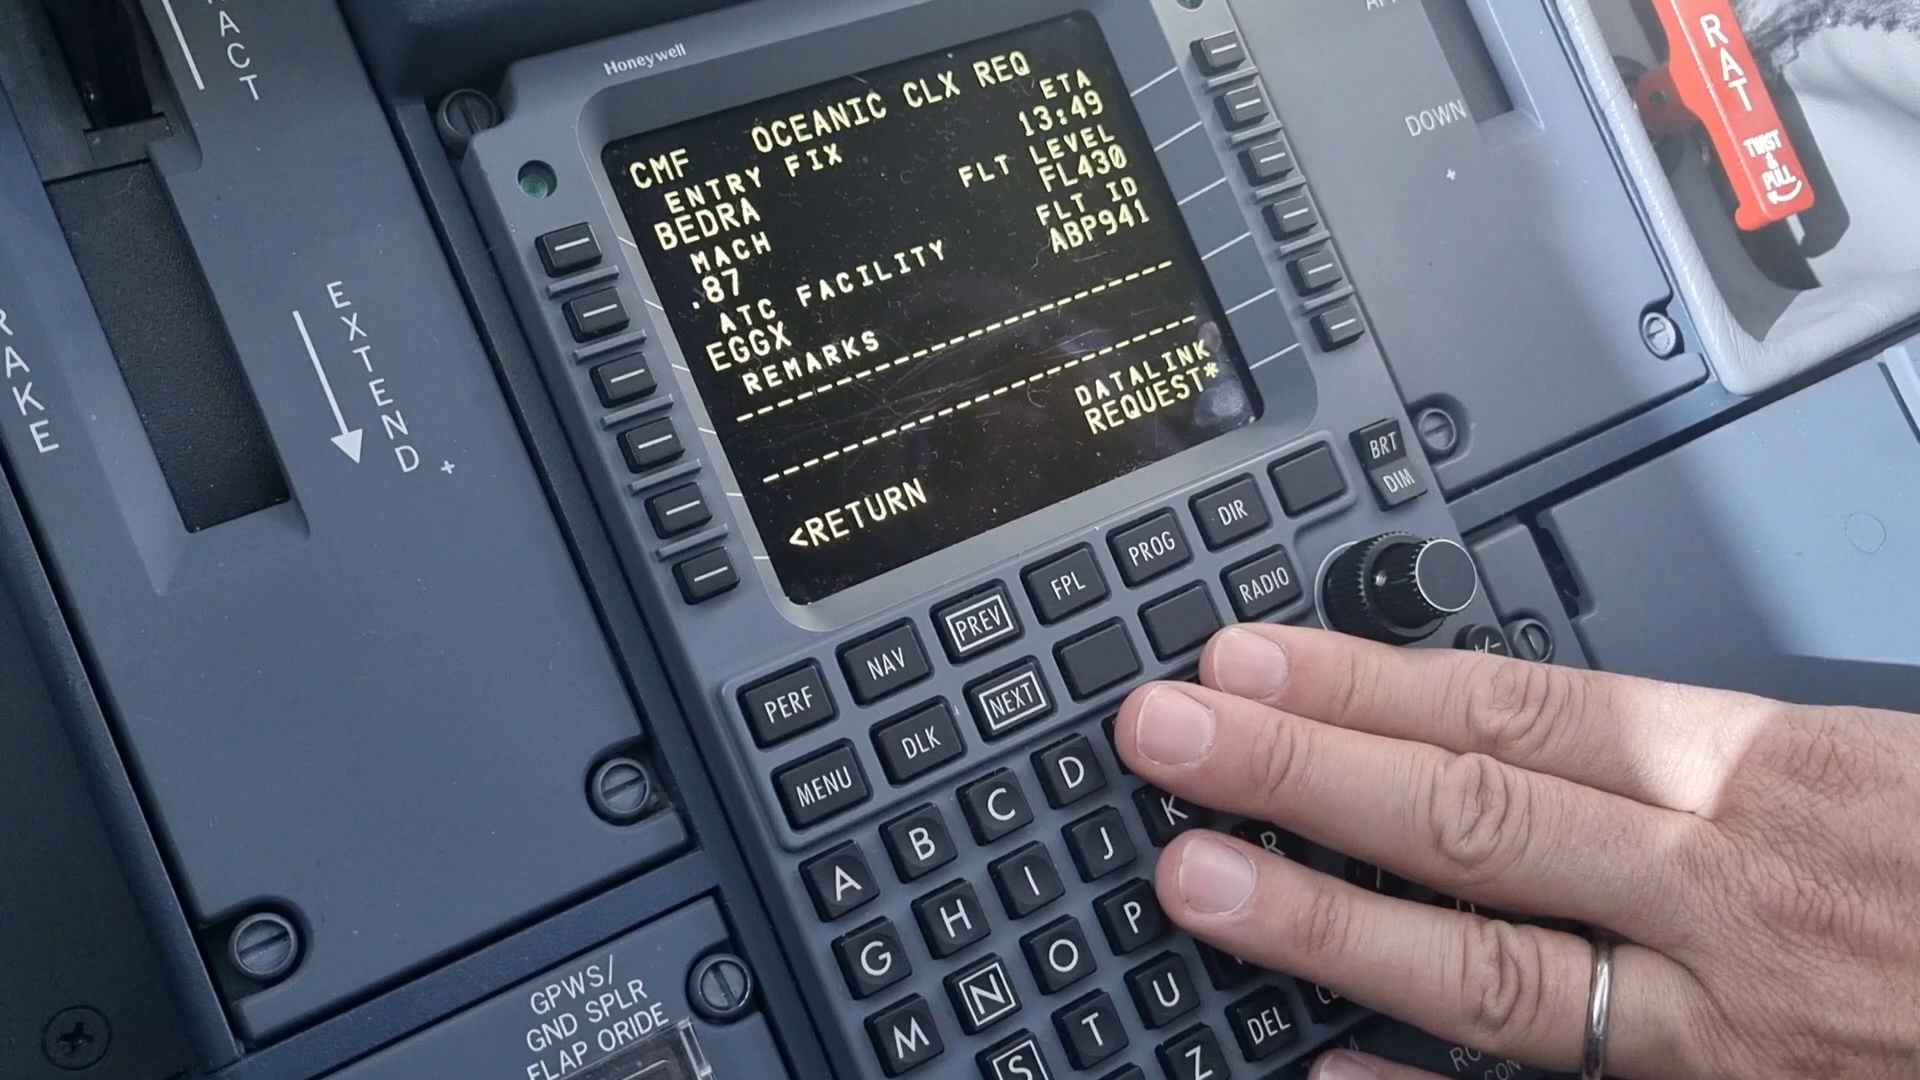 Honeywell
CMF OCEANIC CLX REQ
ENTRY FIX ETA
BEDRA 13:49
MACH FLT LEVEL
.87 FL430
ATC FACILITY FLT ID
EGGX ABP941
REMARKS
DATALINK
REQUEST*
<RETURN
BRT
DIM
PERF NAV PREV FPL PROG DIR
MENU DLK NEXT RADIO
A B C D
G H I J K
M N O P R
S T U
Z DEL
EXTEND
DOWN
RAT
TWIST
&
PULL
GPWS/
GND SPLR
FLAP ORIDE